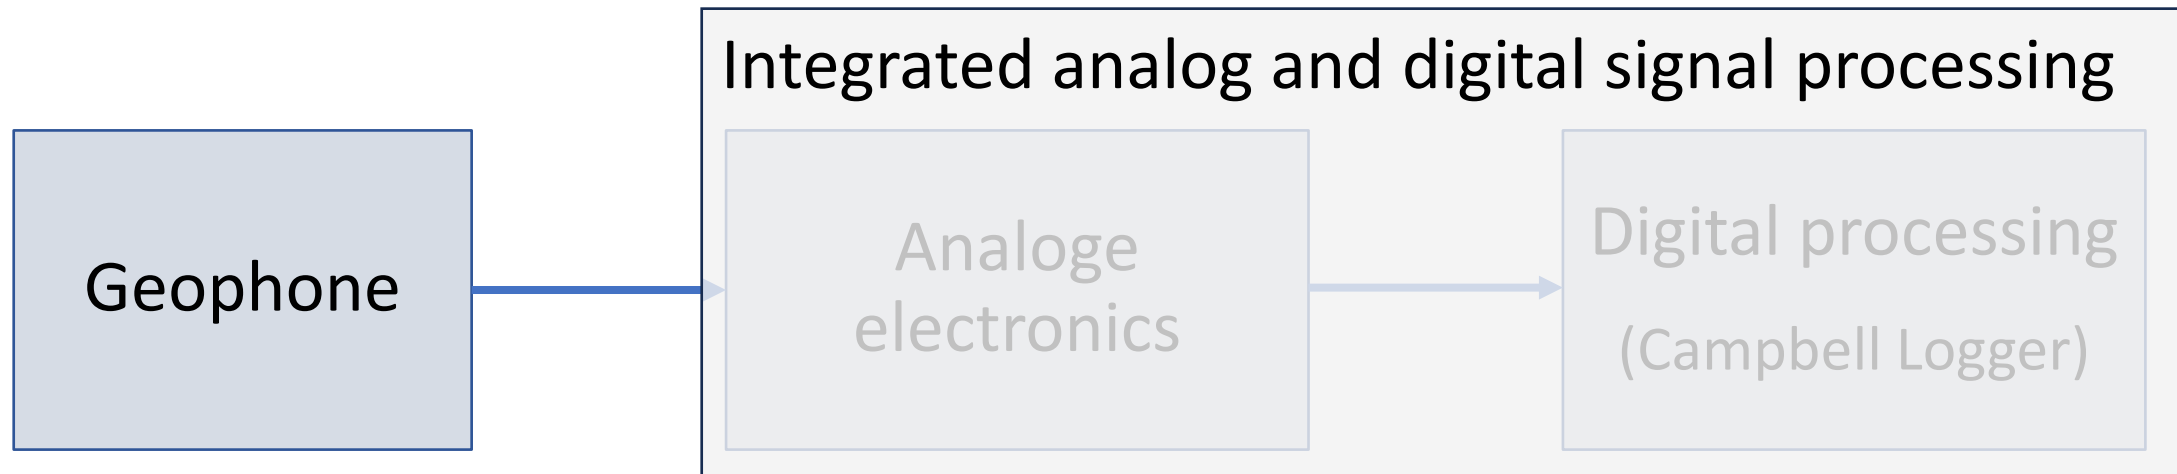 Integrated analog and digital signal processing
Geophone
Analoge
electronics
Digital processing
(Campbell Logger)